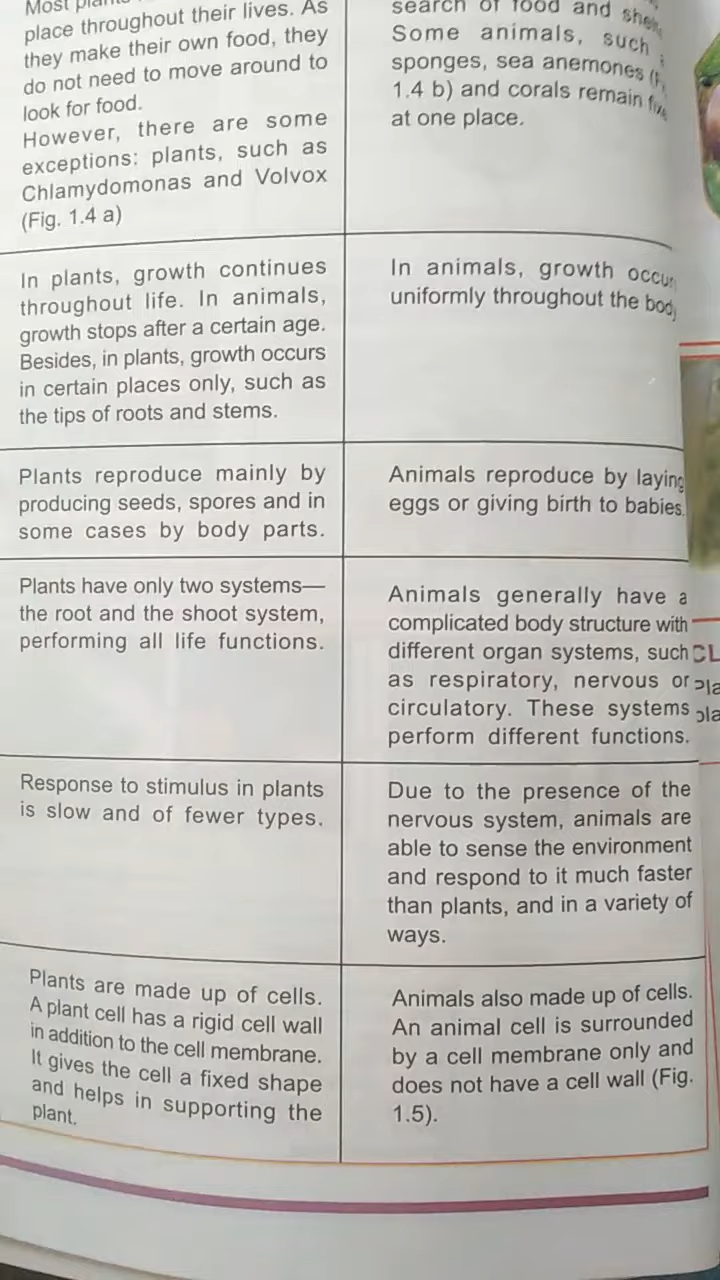 Most
place throughout their lives. As
they make their own food, they
do not need to move around to
look for food.
However, there are some
exceptions: plants, such as
Chlamydomonas and Volvox
(Fig. 1.4 a)
search of food and
Some animals, such
sponges, sea anemones
1.4 b) and corals remain
at one place.
In plants, growth continues
throughout life. In animals,
growth stops after a certain age.
Besides, in plants, growth occurs
in certain places only, such as
the tips of roots and stems.
In animals, growth
uniformly throughout the
Plants reproduce mainly by
producing seeds, spores and in
some cases by body parts.
Animals reproduce by laying
eggs or giving birth to babies.
Plants have only two systems—
the root and the shoot system,
performing all life functions.
Animals generally have a
complicated body structure with
different organ systems, such
as respiratory, nervous or
circulatory. These systems
perform different functions.
Response to stimulus in plants
is slow and of fewer types.
Due to the presence of the
nervous system, animals are
able to sense the environment
and respond to it much faster
than plants, and in a variety of
ways.
Plants are made up of cells.
A plant cell has a rigid cell wall
in addition to the cell membrane.
It gives the cell a fixed shape
and helps in supporting the
plant.
Animals also made up of cells.
An animal cell is surrounded
by a cell membrane only and
does not have a cell wall (Fig.
1.5).